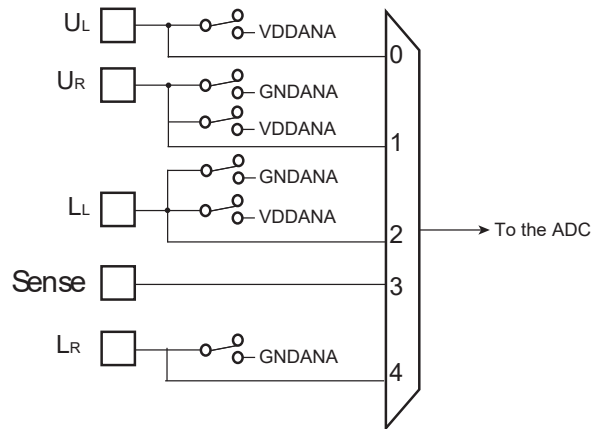 UL
VDDANA
0
UR
GNDANA
VDDANA
1
GNDANA
LL
VDDANA
2
To the ADC
Sense
3
LR
GNDANA
4